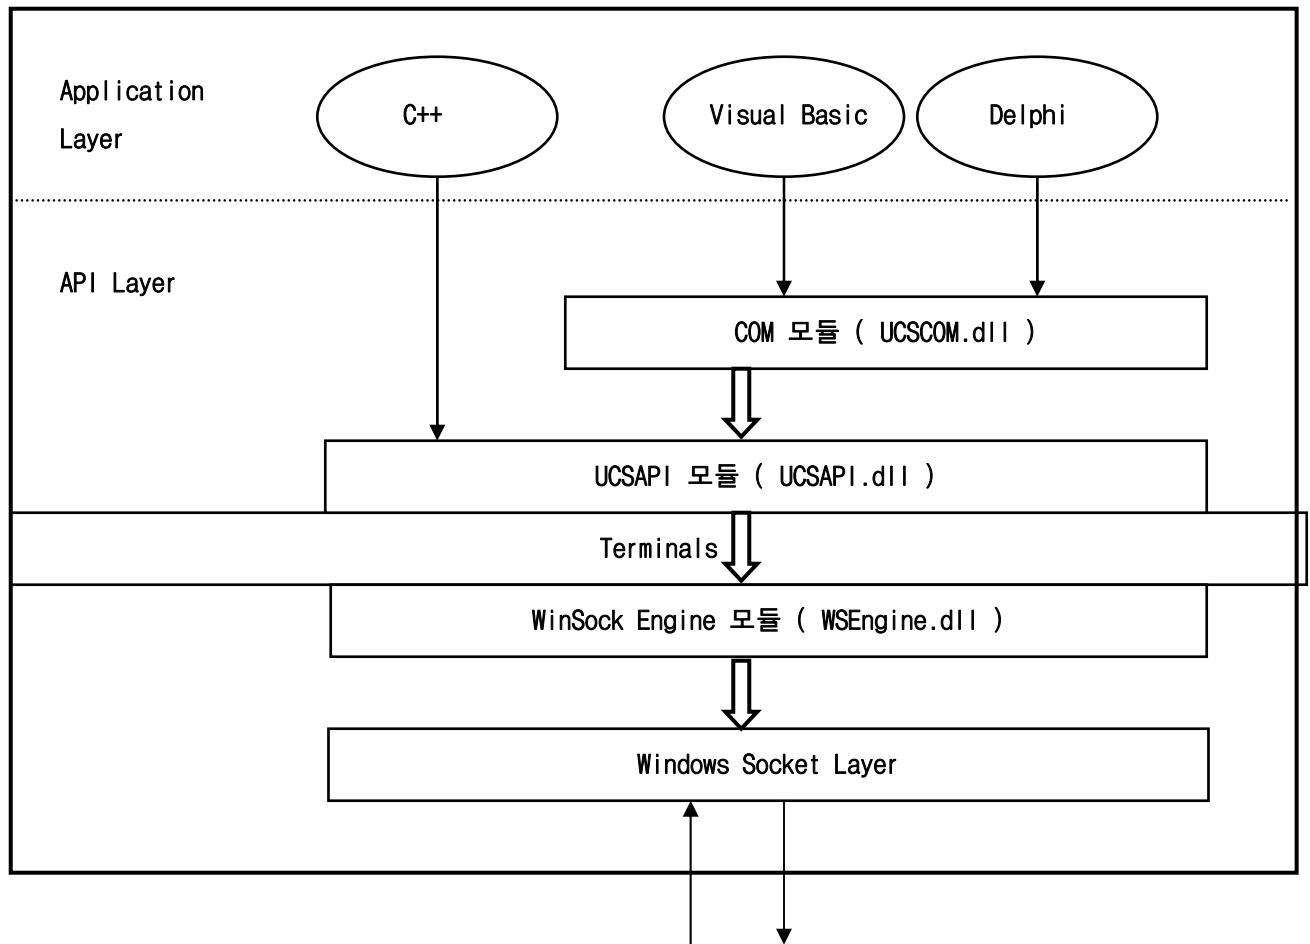 Application
Layer
C++
Visual Basic
Delphi
API Layer
COM 모듈 ( UCSCOM.dll )
UCSAPI 모듈 ( UCSAPI.dll )
Terminals
WinSock Engine 모듈 ( WSEngine.dll )
Windows Socket Layer